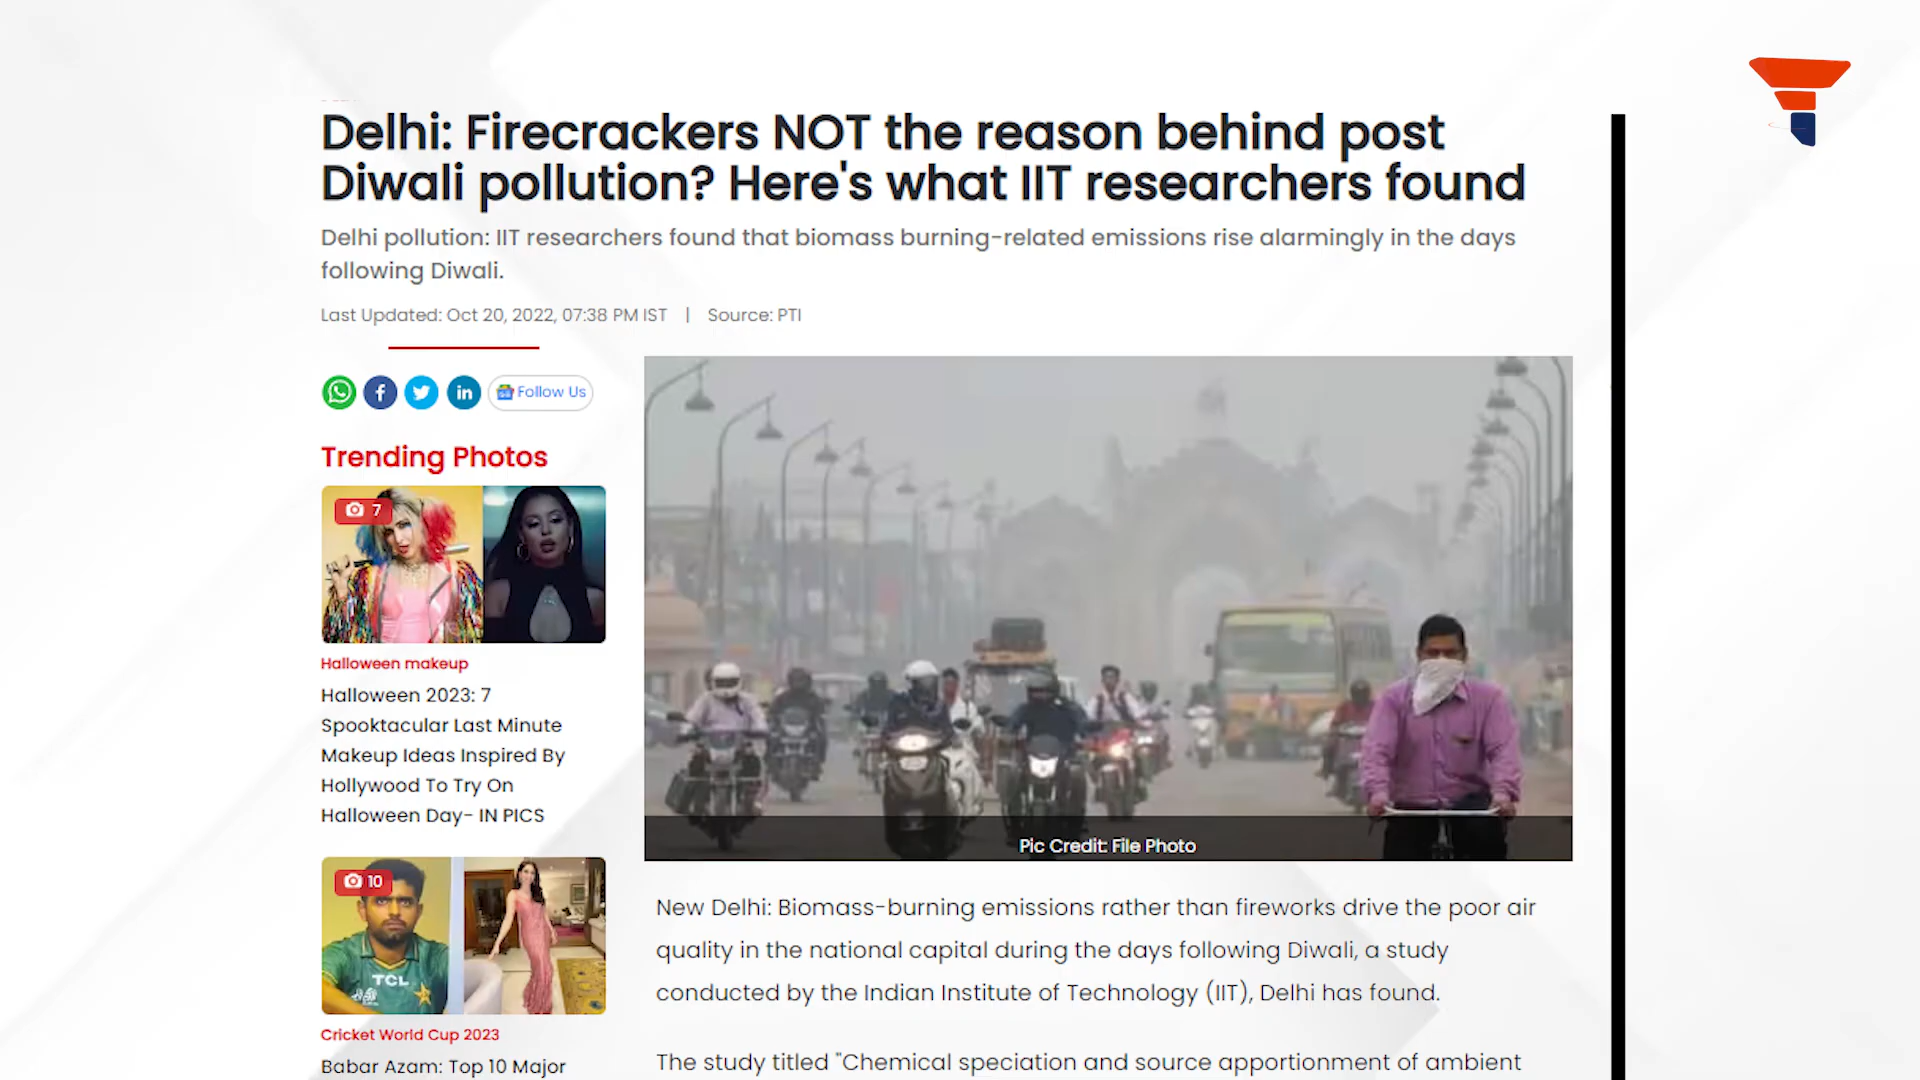 Delhi: Firecrackers NOT the reason behind post
Diwali pollution? Here's what IIT researchers found
Delhi pollution: IIT researchers found that biomass burning-related emissions rise alarmingly in the days
following Diwali.
Last Updated: Oct 20, 2022, 07:38 PM IST | Source: PTI
Follow Us
Trending Photos
7
Halloween makeup
Halloween 2023: 7
Spooktacular Last Minute
Makeup Ideas Inspired By
Hollywood To Try On
Halloween Day- IN PICS
10
TCL
Cricket World Cup 2023
Babar Azam: Top 10 Major
Pic Credit: File Photo
New Delhi: Biomass-burning emissions rather than fireworks drive the poor air
quality in the national capital during the days following Diwali, a study
conducted by the Indian Institute of Technology (IIT), Delhi has found.
The study titled "Chemical speciation and source apportionment of ambient